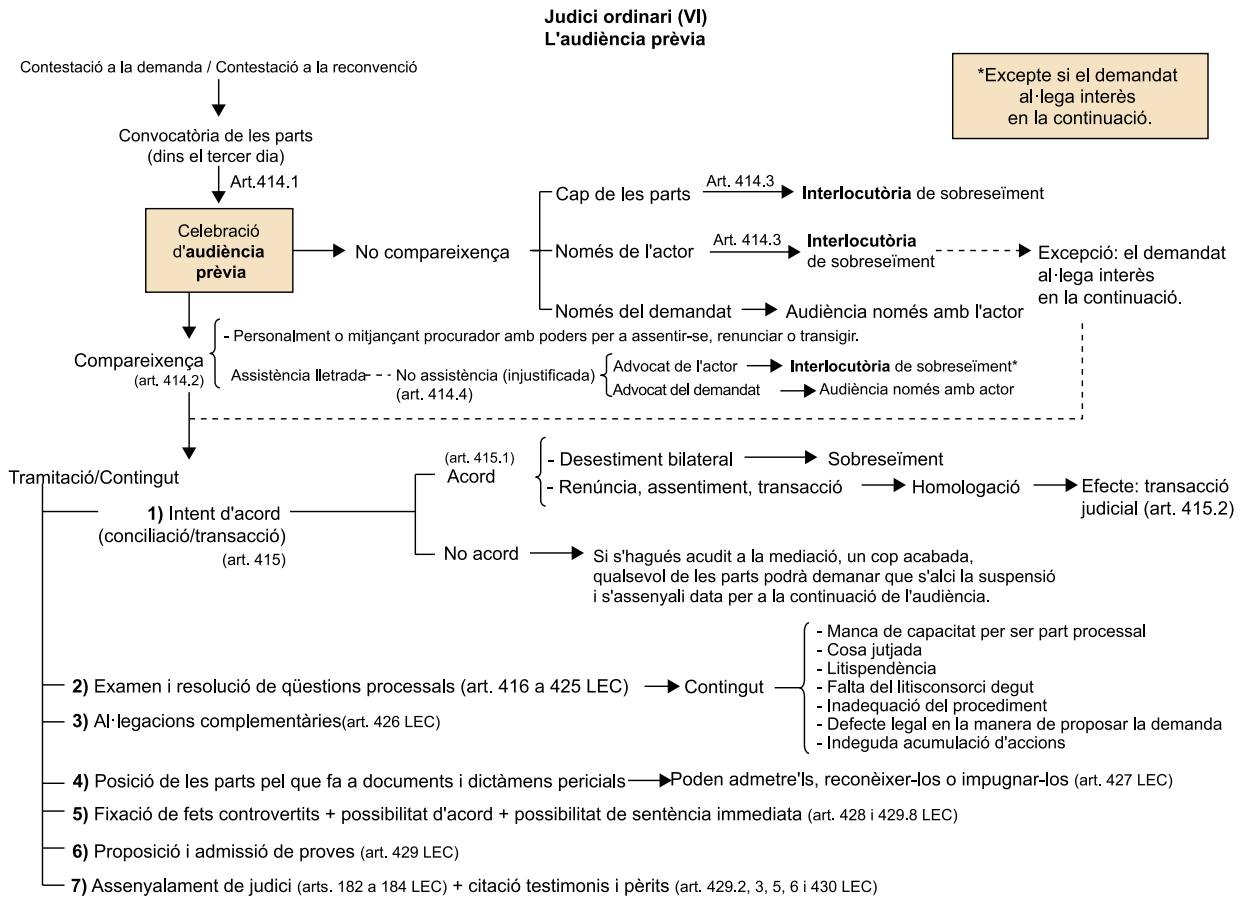 Judici ordinari (VI)
L'audiència prèvia
Contestació a la demanda / Contestació a la reconvenció
*Excepte si el demandat
al·lega interès
en la continuació.
Convocatòria de les parts
(dins el tercer dia)
Art.414.1
Celebració
d'audiència
prèvia
No compareixença
Cap de les parts
Art. 414.3
Interlocutòria de sobreseïment
Només de l'actor
Art. 414.3
Interlocutòria
de sobreseïment
Excepció: el demandat
al·lega interès
en la continuació.
Només del demandat
Audiència només amb l'actor
Compareixença
(art. 414.2)
- Personalment o mitjançant procurador amb poders per a assentir-se, renunciar o transigir.
Assistència lletrada
No assistència (injustificada)
(art. 414.4)
Advocat de l'actor
Interlocutòria de sobreseïment*
Advocat del demandat
Audiència només amb actor
Tramitació/Contingut
1) Intent d'acord
(conciliació/transacció)
(art. 415)
(art. 415.1)
Acord
- Desestiment bilateral
Sobreseïment
- Renúncia, assentiment, transacció
Homologació
Efecte: transacció
judicial (art. 415.2)
No acord
Si s'hagués acudit a la mediació, un cop acabada,
qualsevol de les parts podrà demanar que s'alci la suspensió
i s'assenyali data per a la continuació de l'audiència.
2) Examen i resolució de qüestions processals (art. 416 a 425 LEC)
Contingut
- Manca de capacitat per ser part processal
- Cosa jutjada
- Litispendència
- Falta del litisconsorci degut
- Inadequació del procediment
- Defecte legal en la manera de proposar la demanda
- Indeguda acumulació d'accions
3) Al·legacions complementàries(art. 426 LEC)
4) Posició de les parts pel que fa a documents i dictàmens pericials
Poden admetre'ls, reconèixer-los o impugnar-los (art. 427 LEC)
5) Fixació de fets controvertits + possibilitat d'acord + possibilitat de sentència immediata (art. 428 i 429.8 LEC)
6) Proposició i admissió de proves (art. 429 LEC)
7) Assenyalament de judici (arts. 182 a 184 LEC) + citació testimonis i pèrits (art. 429.2, 3, 5, 6 i 430 LEC)